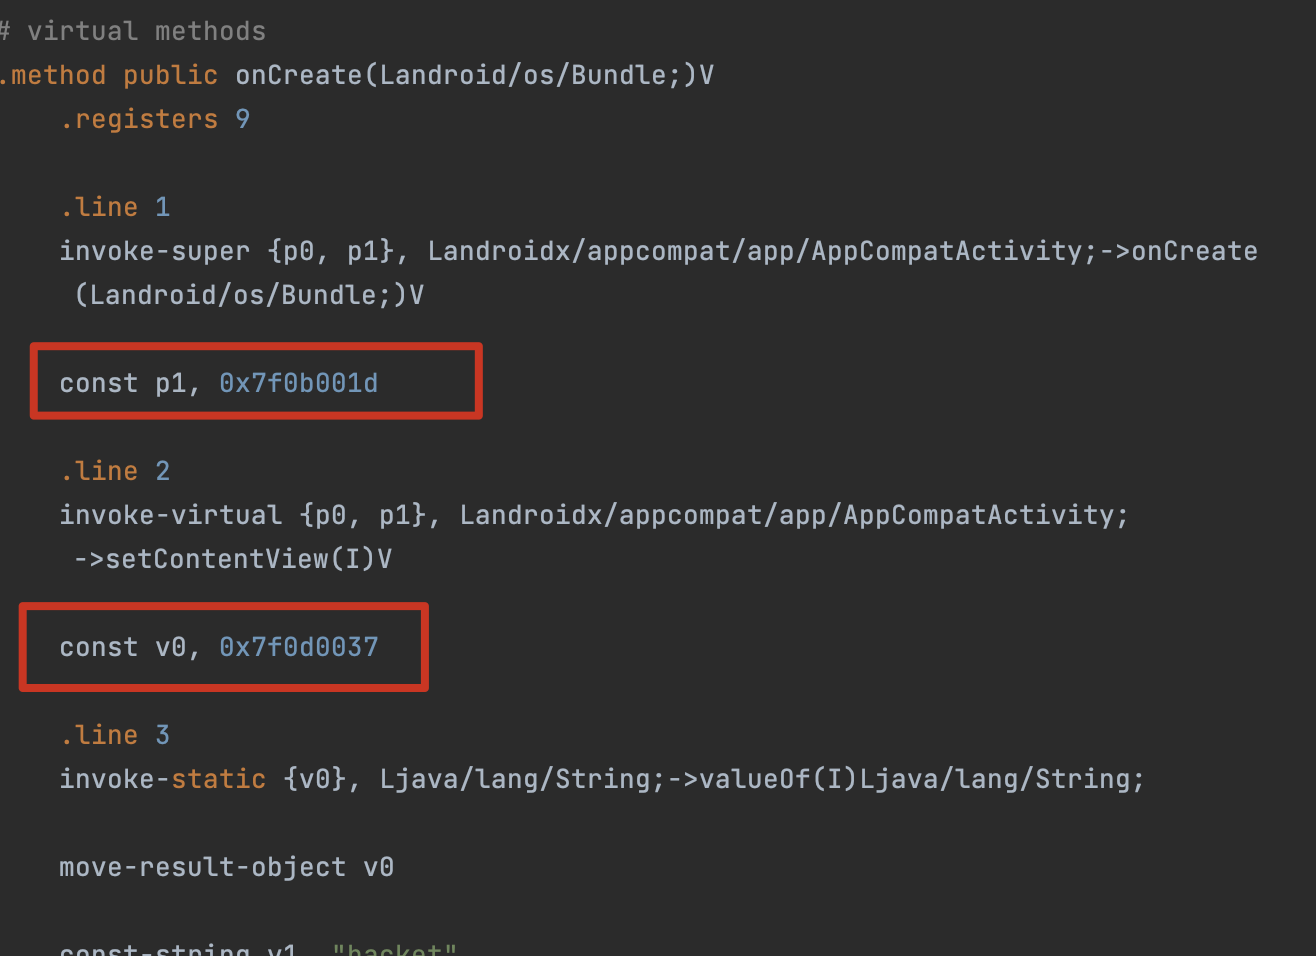 # virtual methods
.method public onCreate(Landroid/os/Bundle;)V
.registers 9
.line 1
invoke-super {p0, p1}, Landroidx/appcompat/app/AppCompatActivity;->onCreate
(Landroid/os/Bundle;)V
const p1, 0x7f0b001d
.line 2
invoke-virtual {p0, p1}, Landroidx/appcompat/app/AppCompatActivity;
->setContentView(I)V
const v0, 0x7f0d0037
.line 3
invoke-static {v0}, Ljava/lang/String;->valueOf(I)Ljava/lang/String;
move-result-object v0
const-string v1, "hacket"